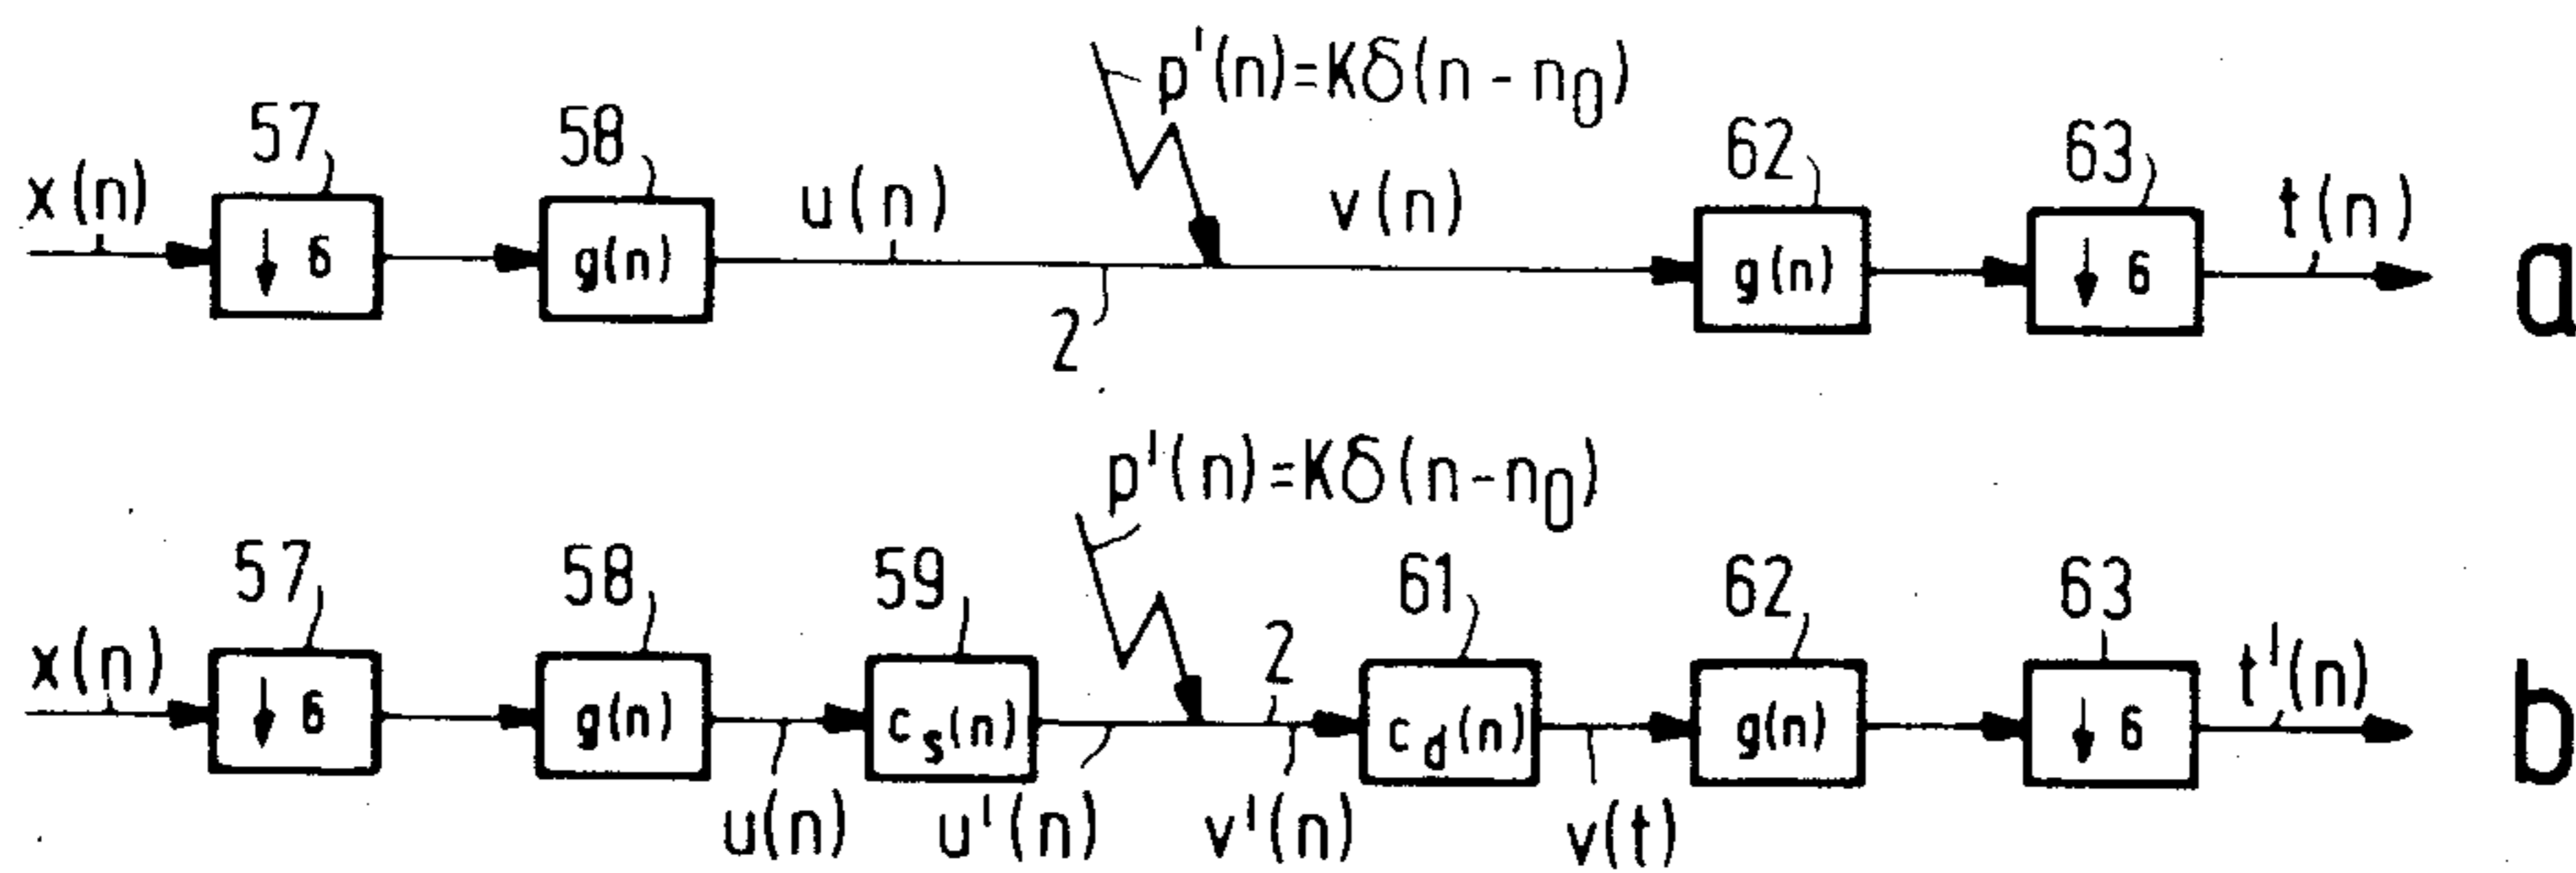 p'(n)=Kδ(n-n0)
57 58 62 63
x(n) u(n) v(n) t(n)
↓ 6 g(n) g(n) ↓ 6 a
2
p'(n)=Kδ(n-n0)
57 58 59 2 61 62 63
x(n) t'(n)
↓ 6 g(n) cs(n) cd(n) g(n) ↓ 6 b
u(n) u'(n) v'(n) v(t)